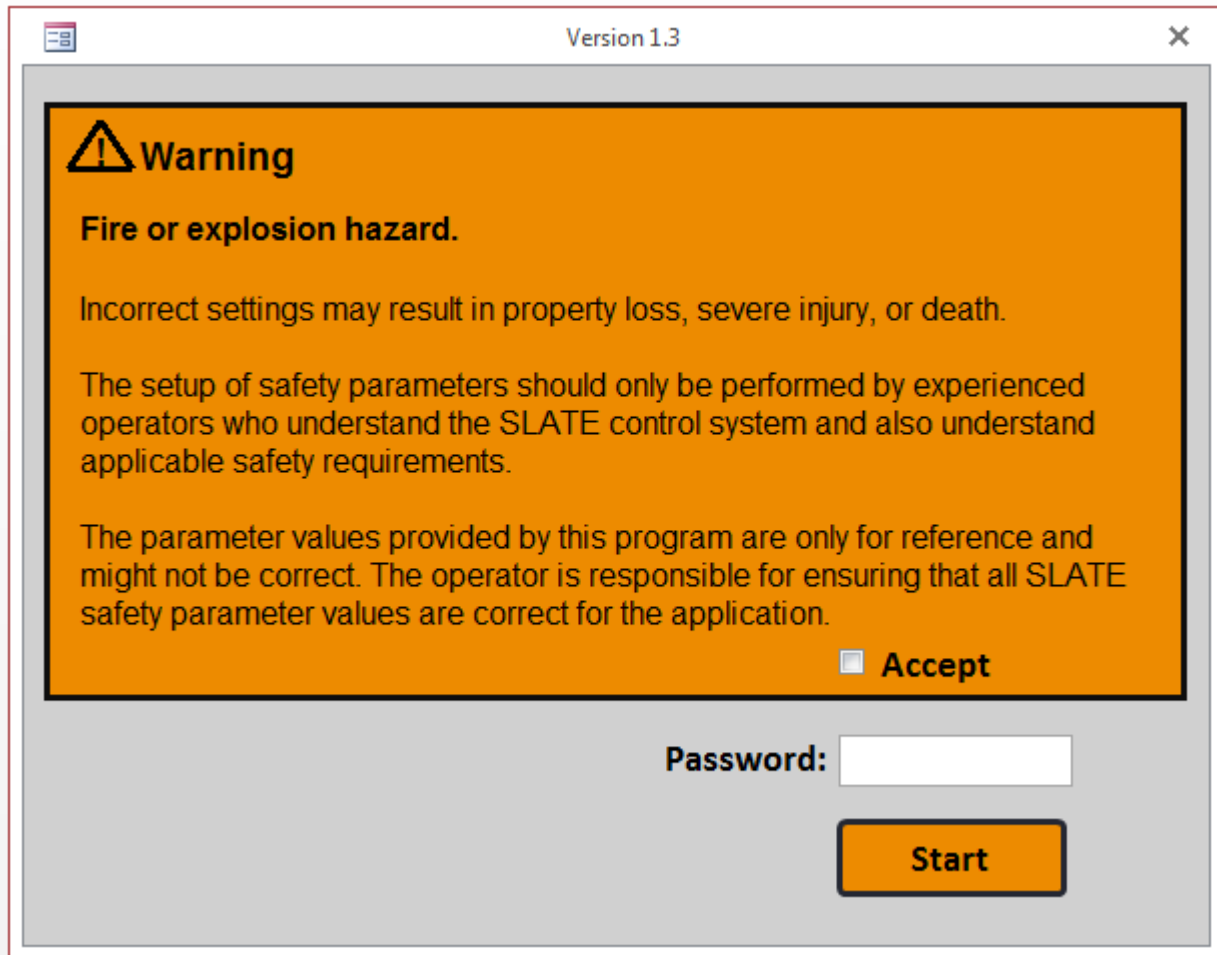 Version 1.3
Warning
Fire or explosion hazard.
Incorrect settings may result in property loss, severe injury, or death.
The setup of safety parameters should only be performed by experienced
operators who understand the SLATE control system and also understand
applicable safety requirements.
The parameter values provided by this program are only for reference and
might not be correct. The operator is responsible for ensuring that all SLATE
safety parameter values are correct for the application.
Accept
Password:
Start